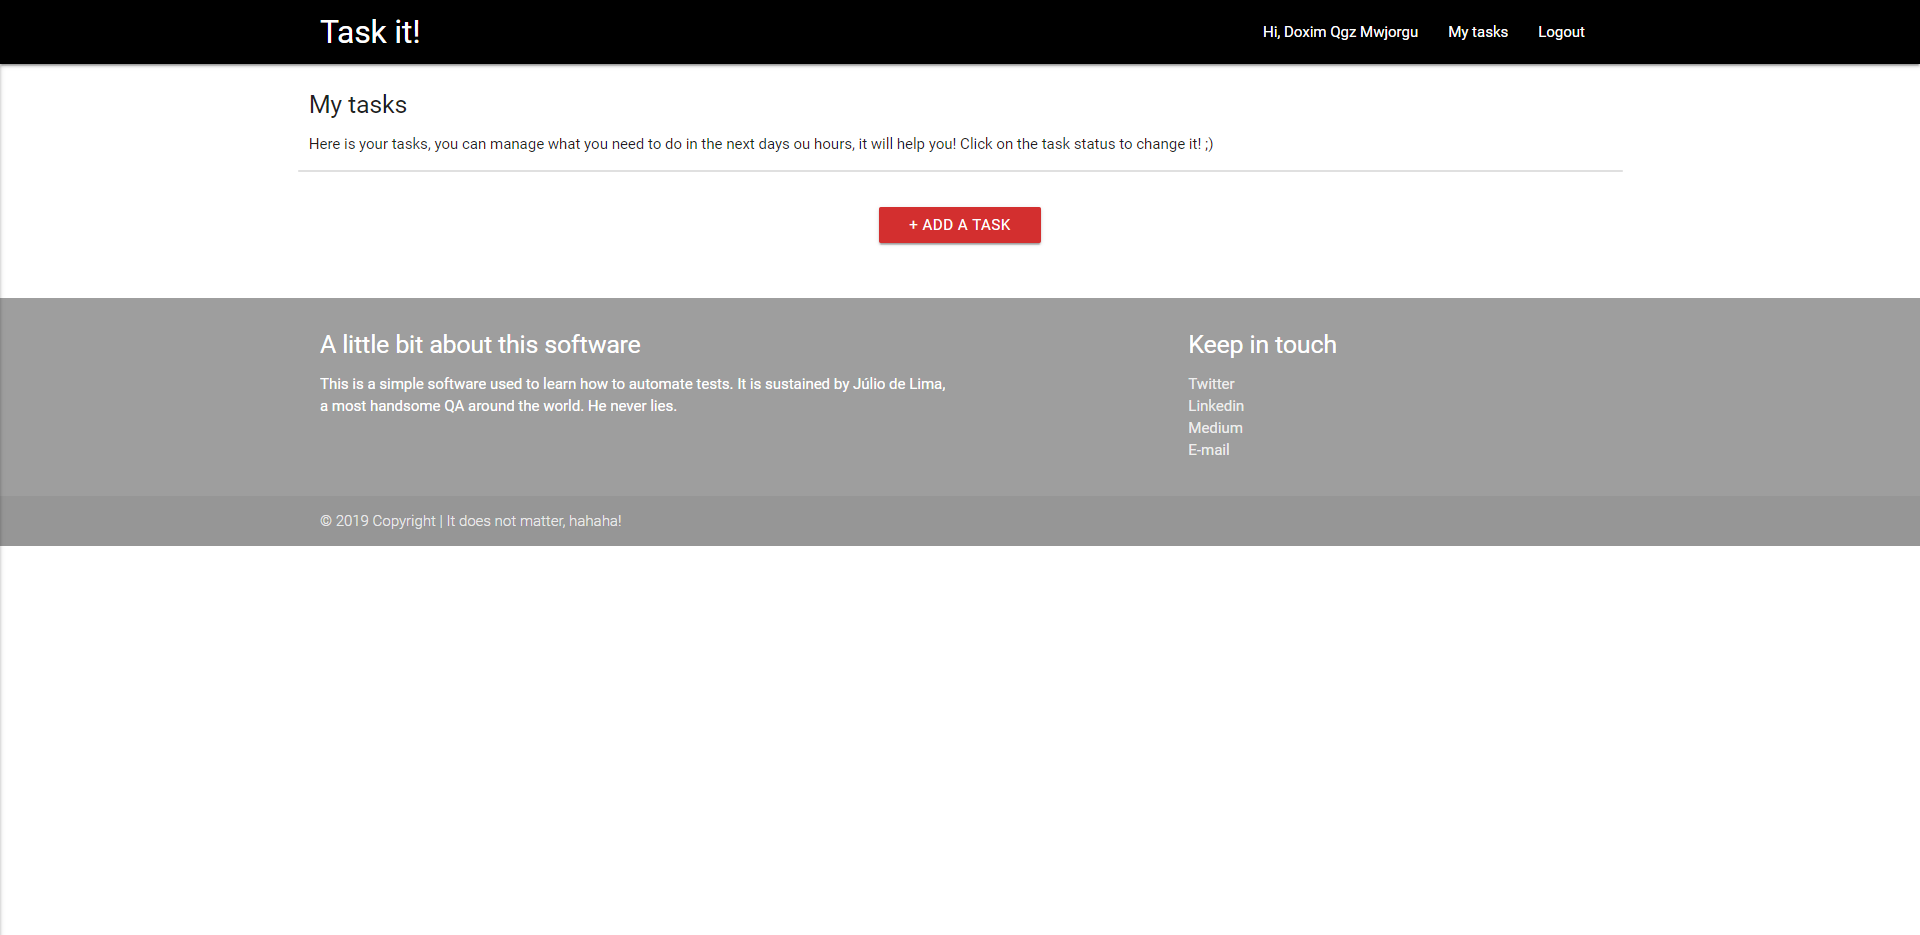 Task it!
Hi, Doxim Qgz Mwjorgu
My tasks
Logout
My tasks
Here is your tasks, you can manage what you need to do in the next days ou hours, it will help you! Click on the task status to change it! ;)
+ ADD A TASK
A little bit about this software
This is a simple software used to learn how to automate tests. It is sustained by Júlio de Lima,
a most handsome QA around the world. He never lies.
Keep in touch
Twitter
Linkedin
Medium
E-mail
© 2019 Copyright | It does not matter, hahaha!